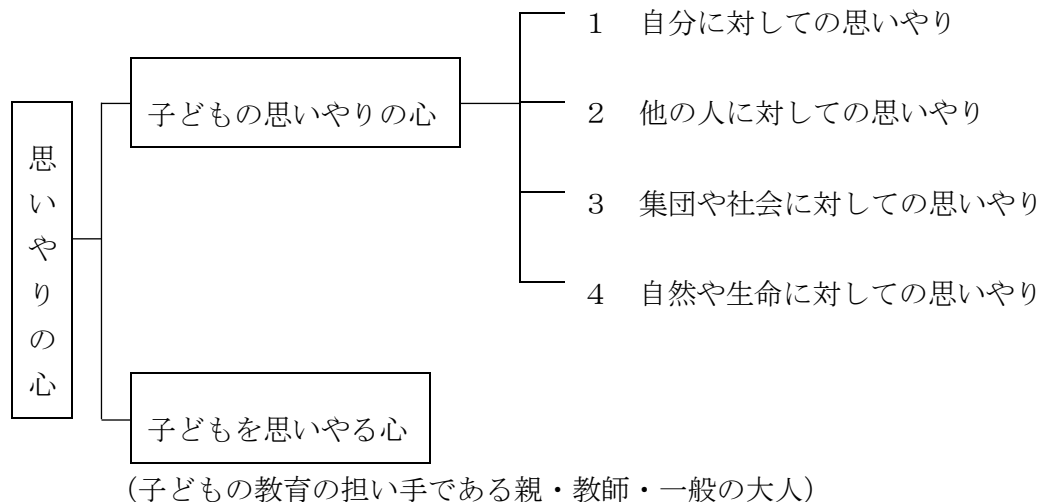 思いやりの心
子どもの思いやりの心
1 自分に対しての思いやり
2 他の人に対しての思いやり
3 集団や社会に対しての思いやり
4 自然や生命に対しての思いやり
子どもを思いやる心
(子どもの教育の担い手である親・教師・一般の大人)